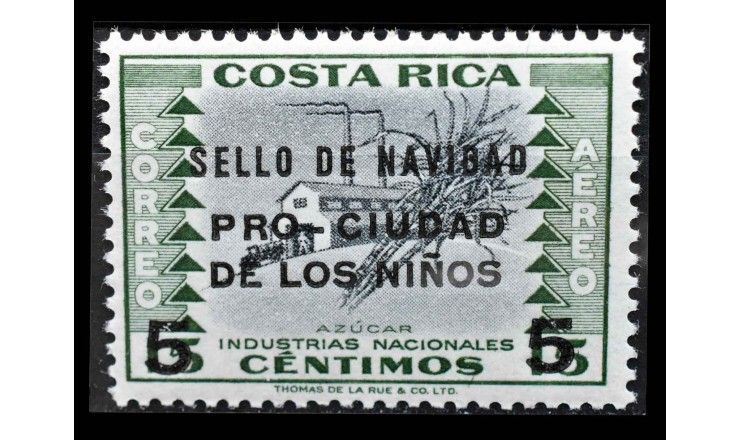 COSTA RICA
CORREO
AÉREO
SELLO DE NAVIDAD
PRO-CIUDAD
DE LOS NIÑOS
AZÚCAR
INDUSTRIAS NACIONALES
5 CÉNTIMOS 5
THOMAS DE LA RUE & CO. LTD.